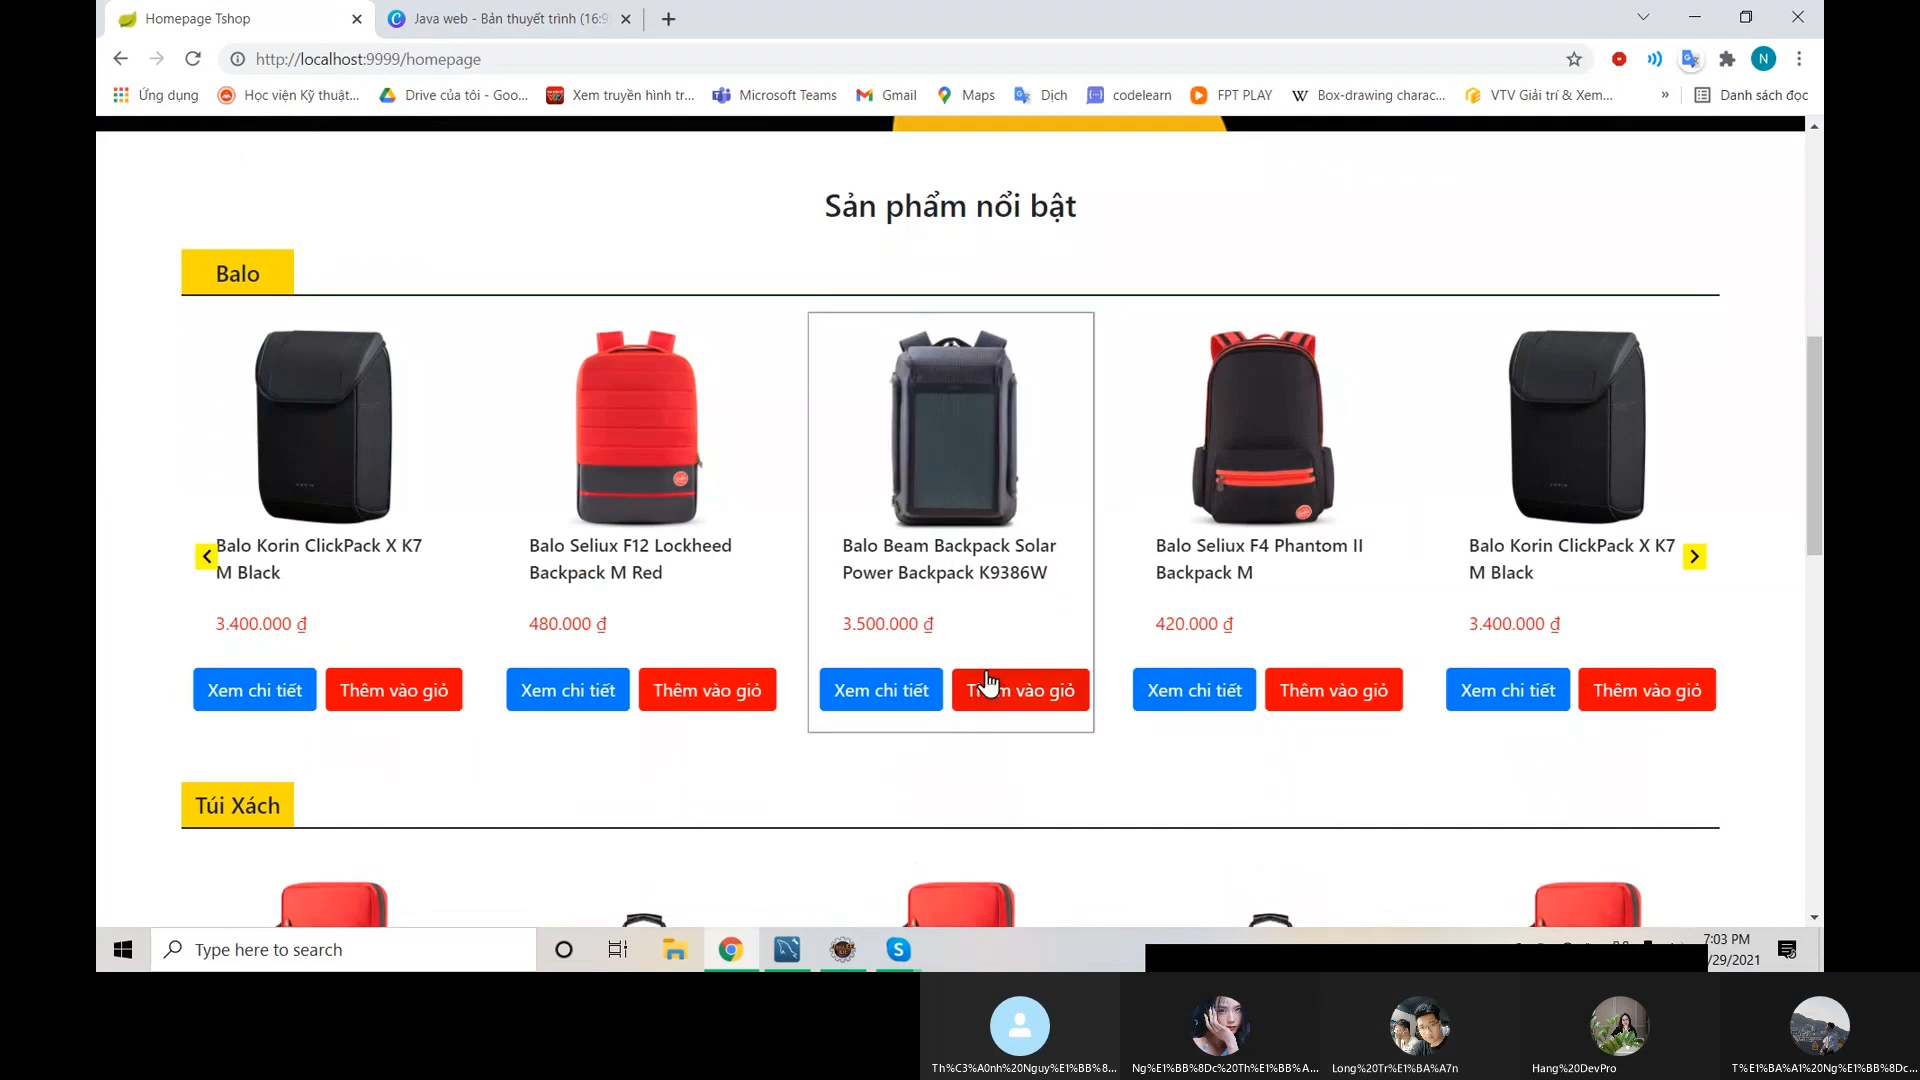 Homepage Tshop
Java web - Bản thuyết trình (16:9
http://localhost:9999/homepage
N
Ứng dụng
Học viện Kỹ thuật...
Drive của tôi - Goo...
Xem truyền hình tr...
Microsoft Teams
Gmail
Maps
Dịch
codelearn
FPT PLAY
Box-drawing charac...
VTV Giải trí & Xem...
»
Danh sách đọc
Sản phẩm nổi bật
Balo
Balo Korin ClickPack X K7
M Black
3.400.000 ₫
Xem chi tiết
Thêm vào giỏ
Balo Seliux F12 Lockheed
Backpack M Red
480.000 ₫
Xem chi tiết
Thêm vào giỏ
Balo Beam Backpack Solar
Power Backpack K9386W
3.500.000 ₫
Xem chi tiết
Thêm vào giỏ
Balo Seliux F4 Phantom II
Backpack M
420.000 ₫
Xem chi tiết
Thêm vào giỏ
Balo Korin ClickPack X K7
M Black
3.400.000 ₫
Xem chi tiết
Thêm vào giỏ
Túi Xách
Type here to search
7:03 PM
/29/2021
Th%C3%A0nh%20Nguy%E1%BB%8...
Ng%E1%BB%8Dc%20Th%E1%BB%A...
Long%20Tr%E1%BA%A7n
Hang%20DevPro
T%E1%BA%A1%20Ng%E1%BB%8Dc...